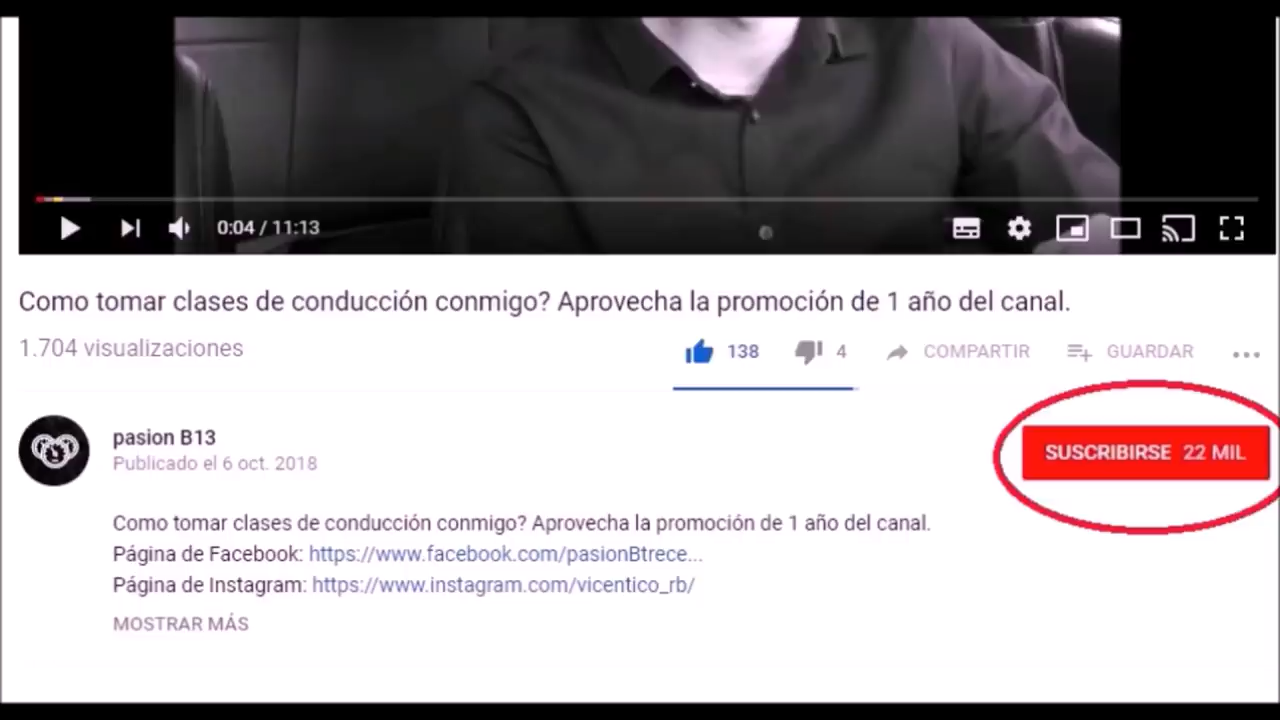 0:04 / 11:13
Como tomar clases de conducción conmigo? Aprovecha la promoción de 1 año del canal.
1.704 visualizaciones
138 4 COMPARTIR GUARDAR
pasion B13
Publicado el 6 oct. 2018
SUSCRIBIRSE 22 MIL
Como tomar clases de conducción conmigo? Aprovecha la promoción de 1 año del canal.
Página de Facebook: https://www.facebook.com/pasionBtrece...
Página de Instagram: https://www.instagram.com/vicentico_rb/
MOSTRAR MÁS